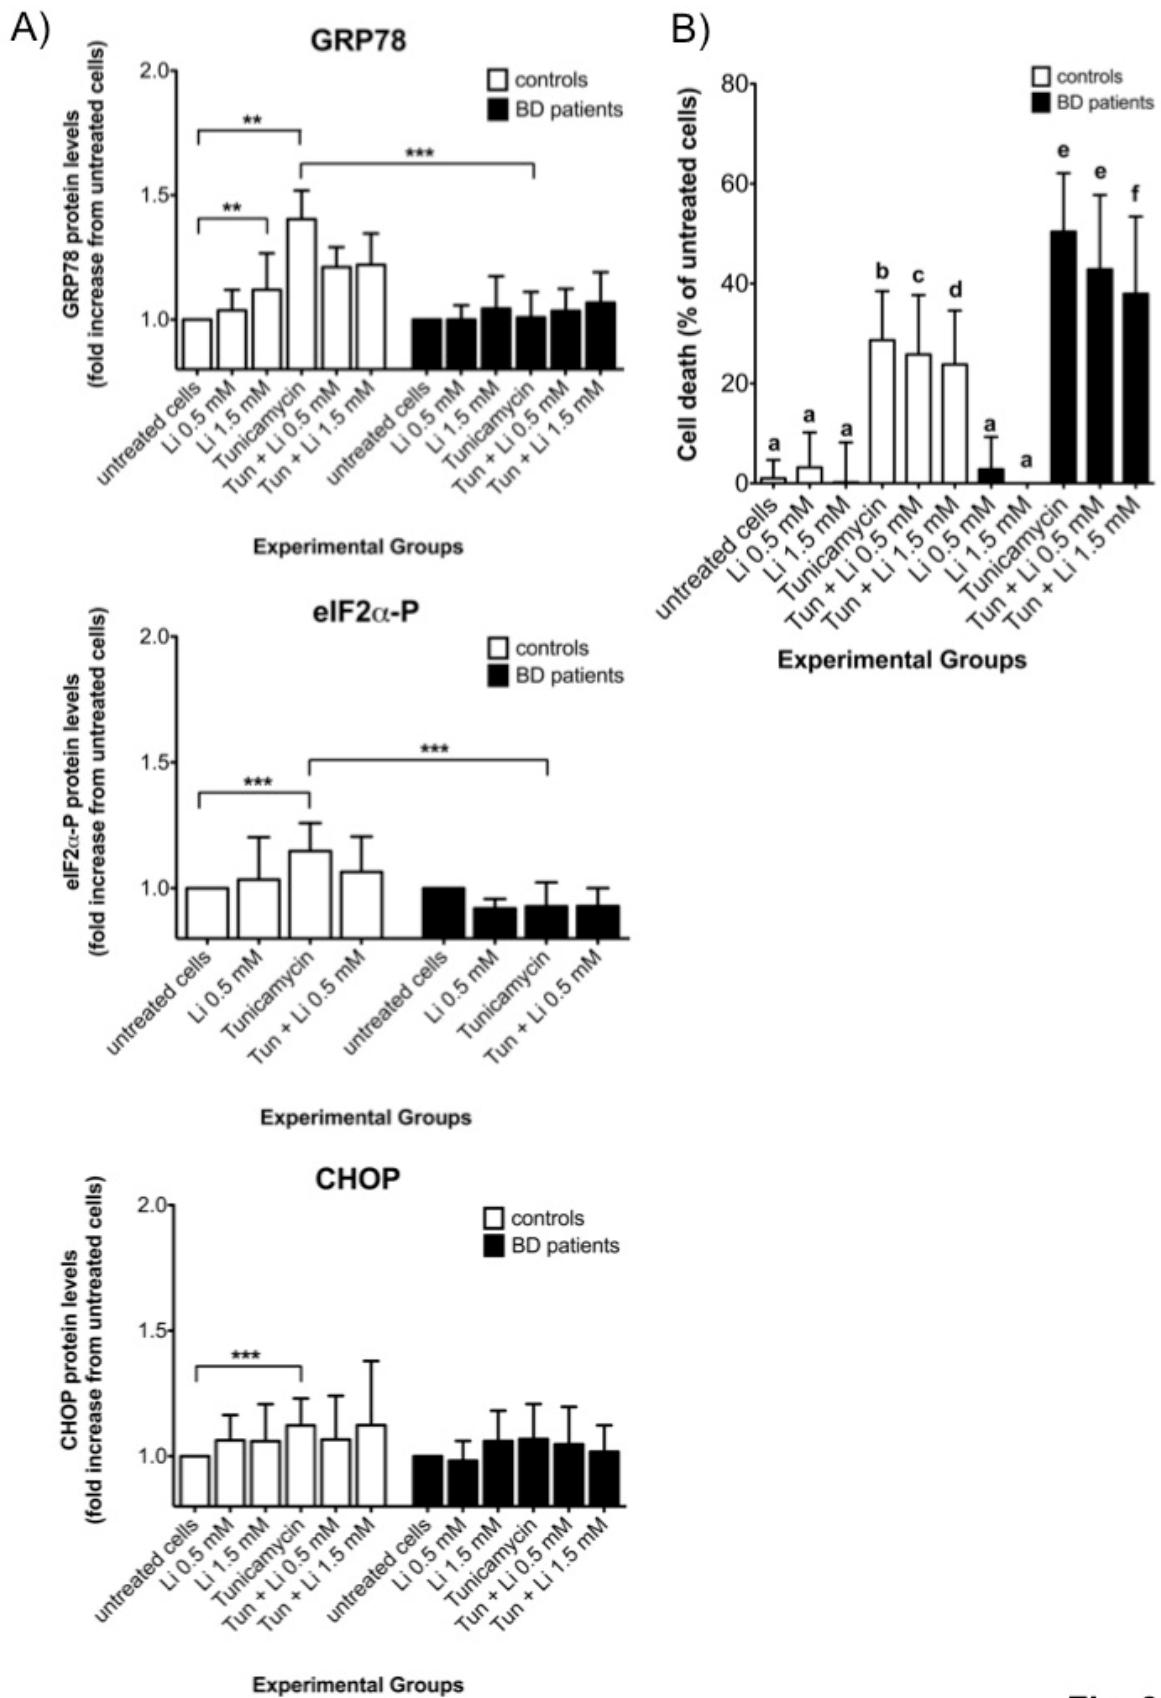 A)
GRP78
GRP78 protein levels
(fold increase from untreated cells)
2.0
1.5
1.0
controls
BD patients
**
***
**
untreated cells
Li 0.5 mM
Li 1.5 mM
Tunicamycin
Tun + Li 0.5 mM
Tun + Li 1.5 mM
untreated cells
Li 0.5 mM
Li 1.5 mM
Tunicamycin
Tun + Li 0.5 mM
Tun + Li 1.5 mM
Experimental Groups
eIF2α-P
eIF2α-P protein levels
(fold increase from untreated cells)
2.0
1.5
1.0
controls
BD patients
***
***
untreated cells
Li 0.5 mM
Tunicamycin
Tun + Li 0.5 mM
untreated cells
Li 0.5 mM
Tunicamycin
Tun + Li 0.5 mM
Experimental Groups
CHOP
CHOP protein levels
(fold increase from untreated cells)
2.0
1.5
1.0
controls
BD patients
***
untreated cells
Li 0.5 mM
Li 1.5 mM
Tunicamycin
Tun + Li 0.5 mM
Tun + Li 1.5 mM
untreated cells
Li 0.5 mM
Li 1.5 mM
Tunicamycin
Tun + Li 0.5 mM
Tun + Li 1.5 mM
Experimental Groups
B)
Cell death (% of untreated cells)
80
60
40
20
0
controls
BD patients
a
a
a
b
c
d
a
a
e
e
f
untreated cells
Li 0.5 mM
Li 1.5 mM
Tunicamycin
Tun + Li 0.5 mM
Tun + Li 1.5 mM
Li 0.5 mM
Li 1.5 mM
Tunicamycin
Tun + Li 0.5 mM
Tun + Li 1.5 mM
Experimental Groups